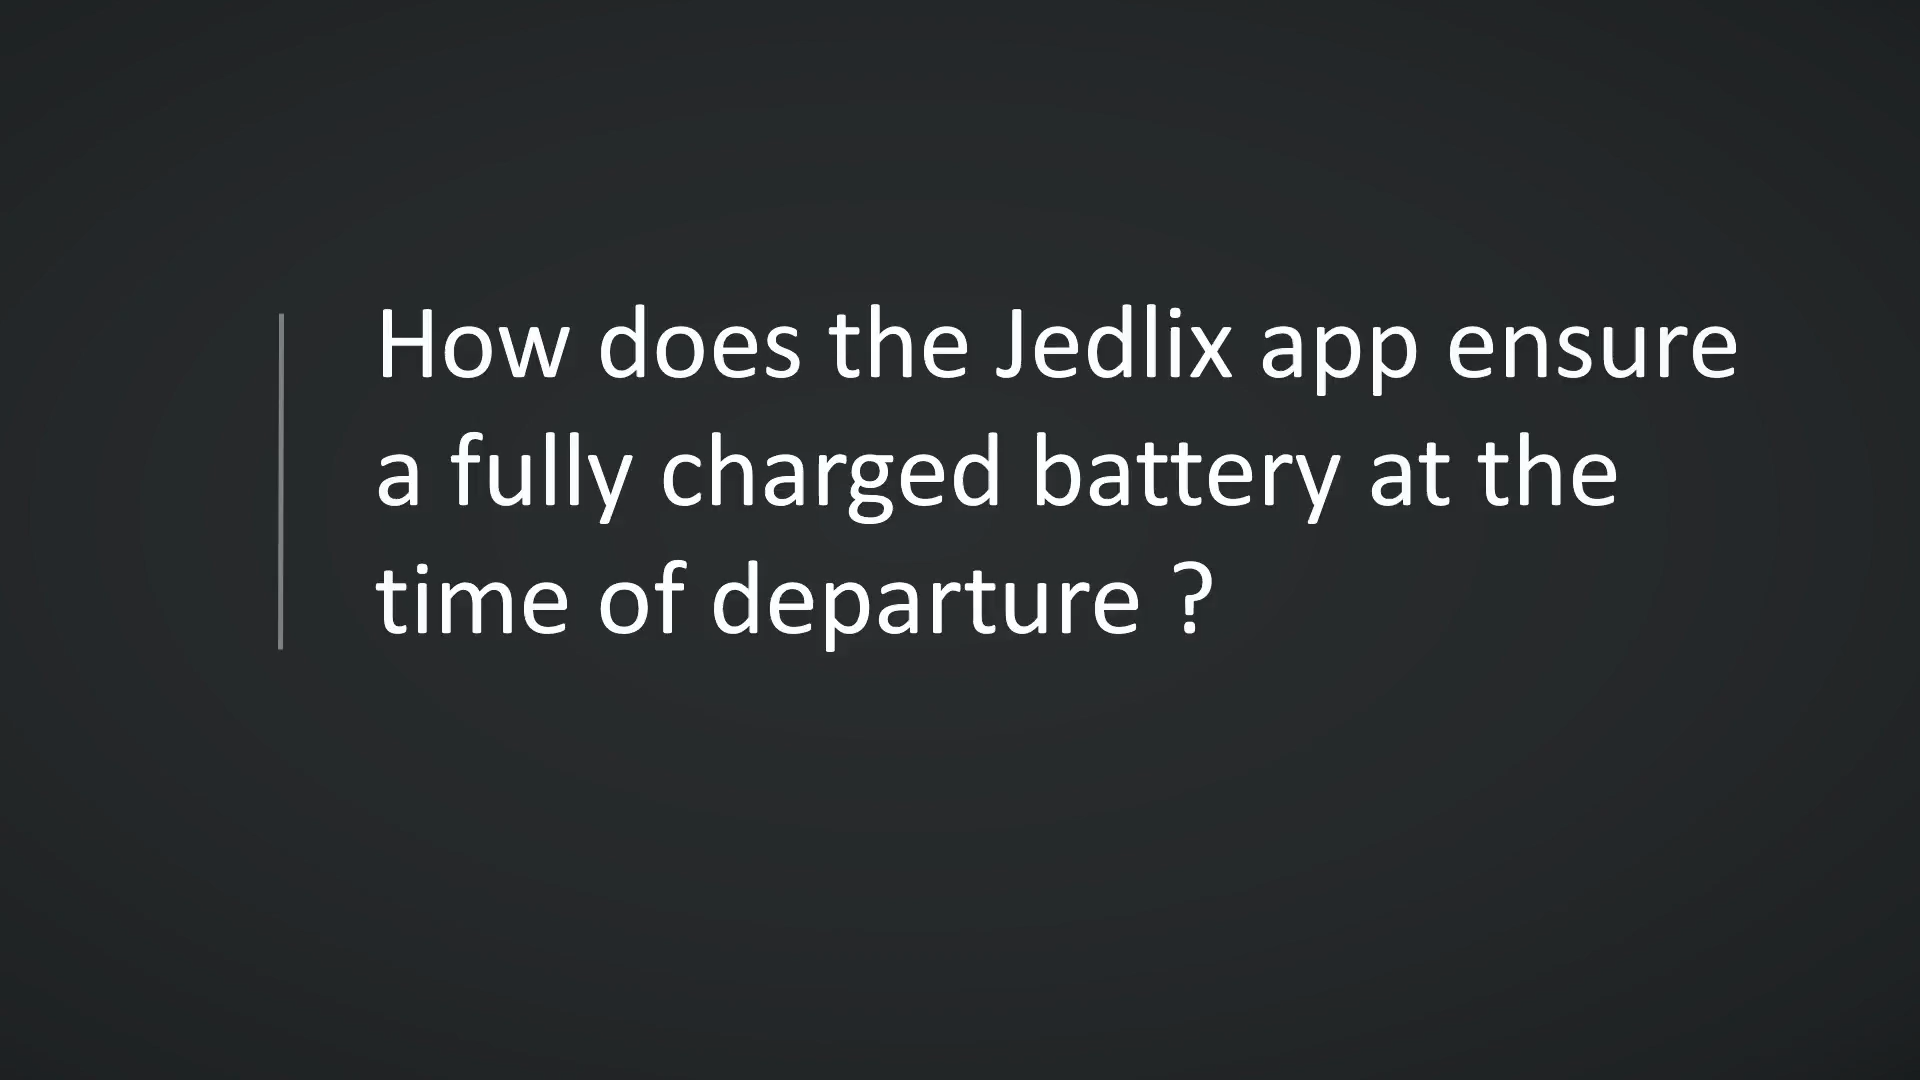 How does the Jedlix app ensure
a fully charged battery at the
time of departure ?